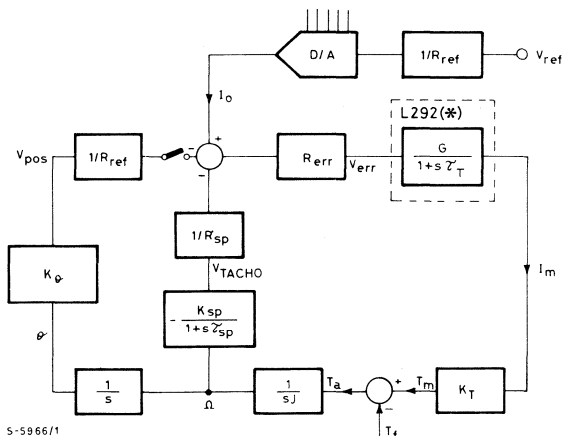 D/A
1/Rref
Vref
Io
L292(*)
Vpos
1/Rref
-
+
-
Rerr
Verr
G
1+sτT
1/Rsp
VTACHO
Im
Kθ
- Ksp
1+sτsp
θ
1
s
Ω
1
sJ
Ta
+
-
Tm
KT
Tf
S-5966/1